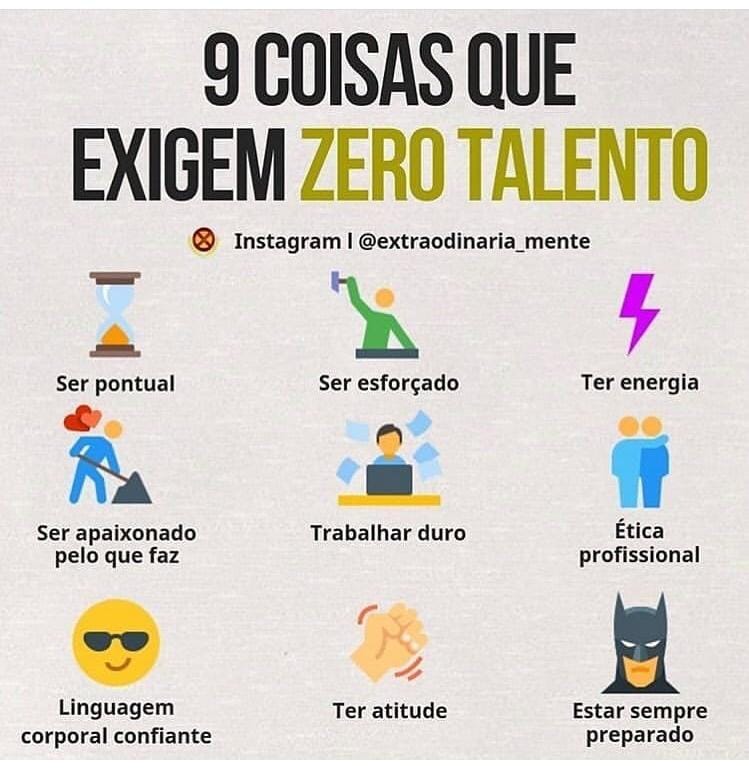 9 COISAS QUE
EXIGEM ZERO TALENTO
Instagram l @extraodinaria_mente
Ser pontual
Ser esforçado
Ter energia
Ser apaixonado
pelo que faz
Trabalhar duro
Ética
profissional
Linguagem
corporal confiante
Ter atitude
Estar sempre
preparado